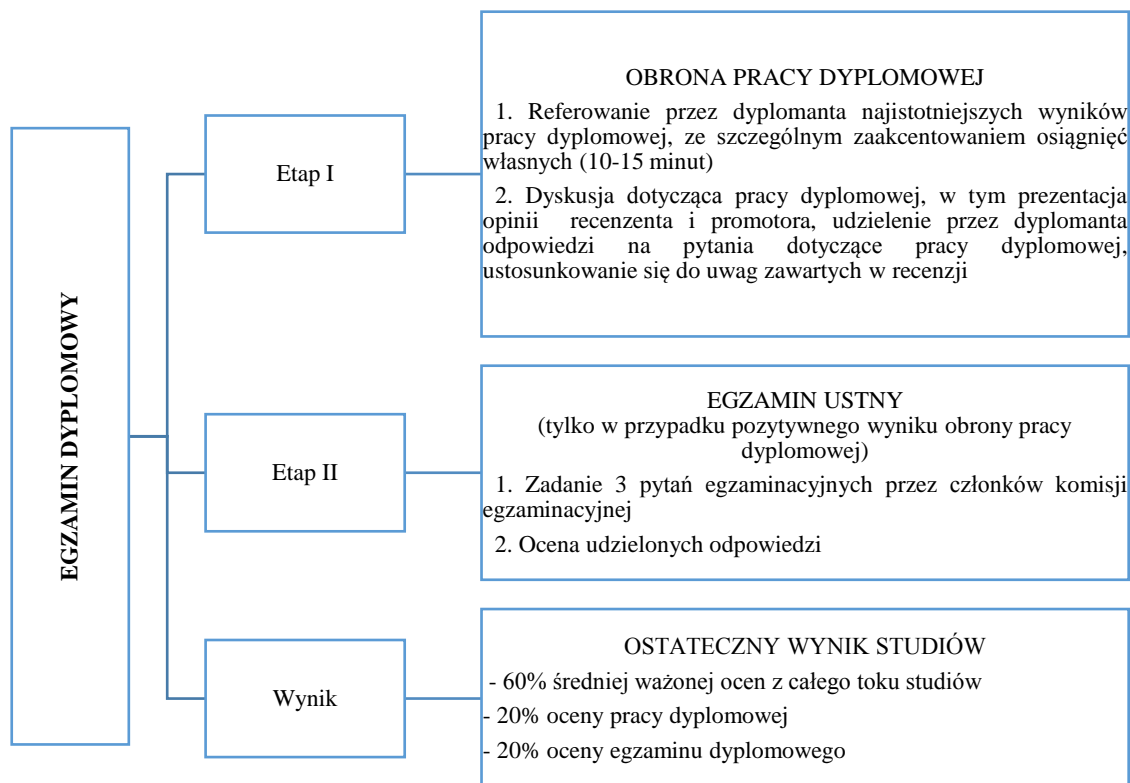 EGZAMIN DYPLOMOWY
Etap I
OBRONA PRACY DYPLOMOWEJ
1. Referowanie przez dyplomanta najistotniejszych wyników
pracy dyplomowej, ze szczególnym zaakcentowaniem osiągnięć
własnych (10-15 minut)
2. Dyskusja dotycząca pracy dyplomowej, w tym prezentacja
opinii recenzenta i promotora, udzielenie przez dyplomanta
odpowiedzi na pytania dotyczące pracy dyplomowej,
ustosunkowanie się do uwag zawartych w recenzji
Etap II
EGZAMIN USTNY
(tylko w przypadku pozytywnego wyniku obrony pracy
dyplomowej)
1. Zadanie 3 pytań egzaminacyjnych przez członków komisji
egzaminacyjnej
2. Ocena udzielonych odpowiedzi
Wynik
OSTATECZNY WYNIK STUDIÓW
- 60% średniej ważonej ocen z całego toku studiów
- 20% oceny pracy dyplomowej
- 20% oceny egzaminu dyplomowego